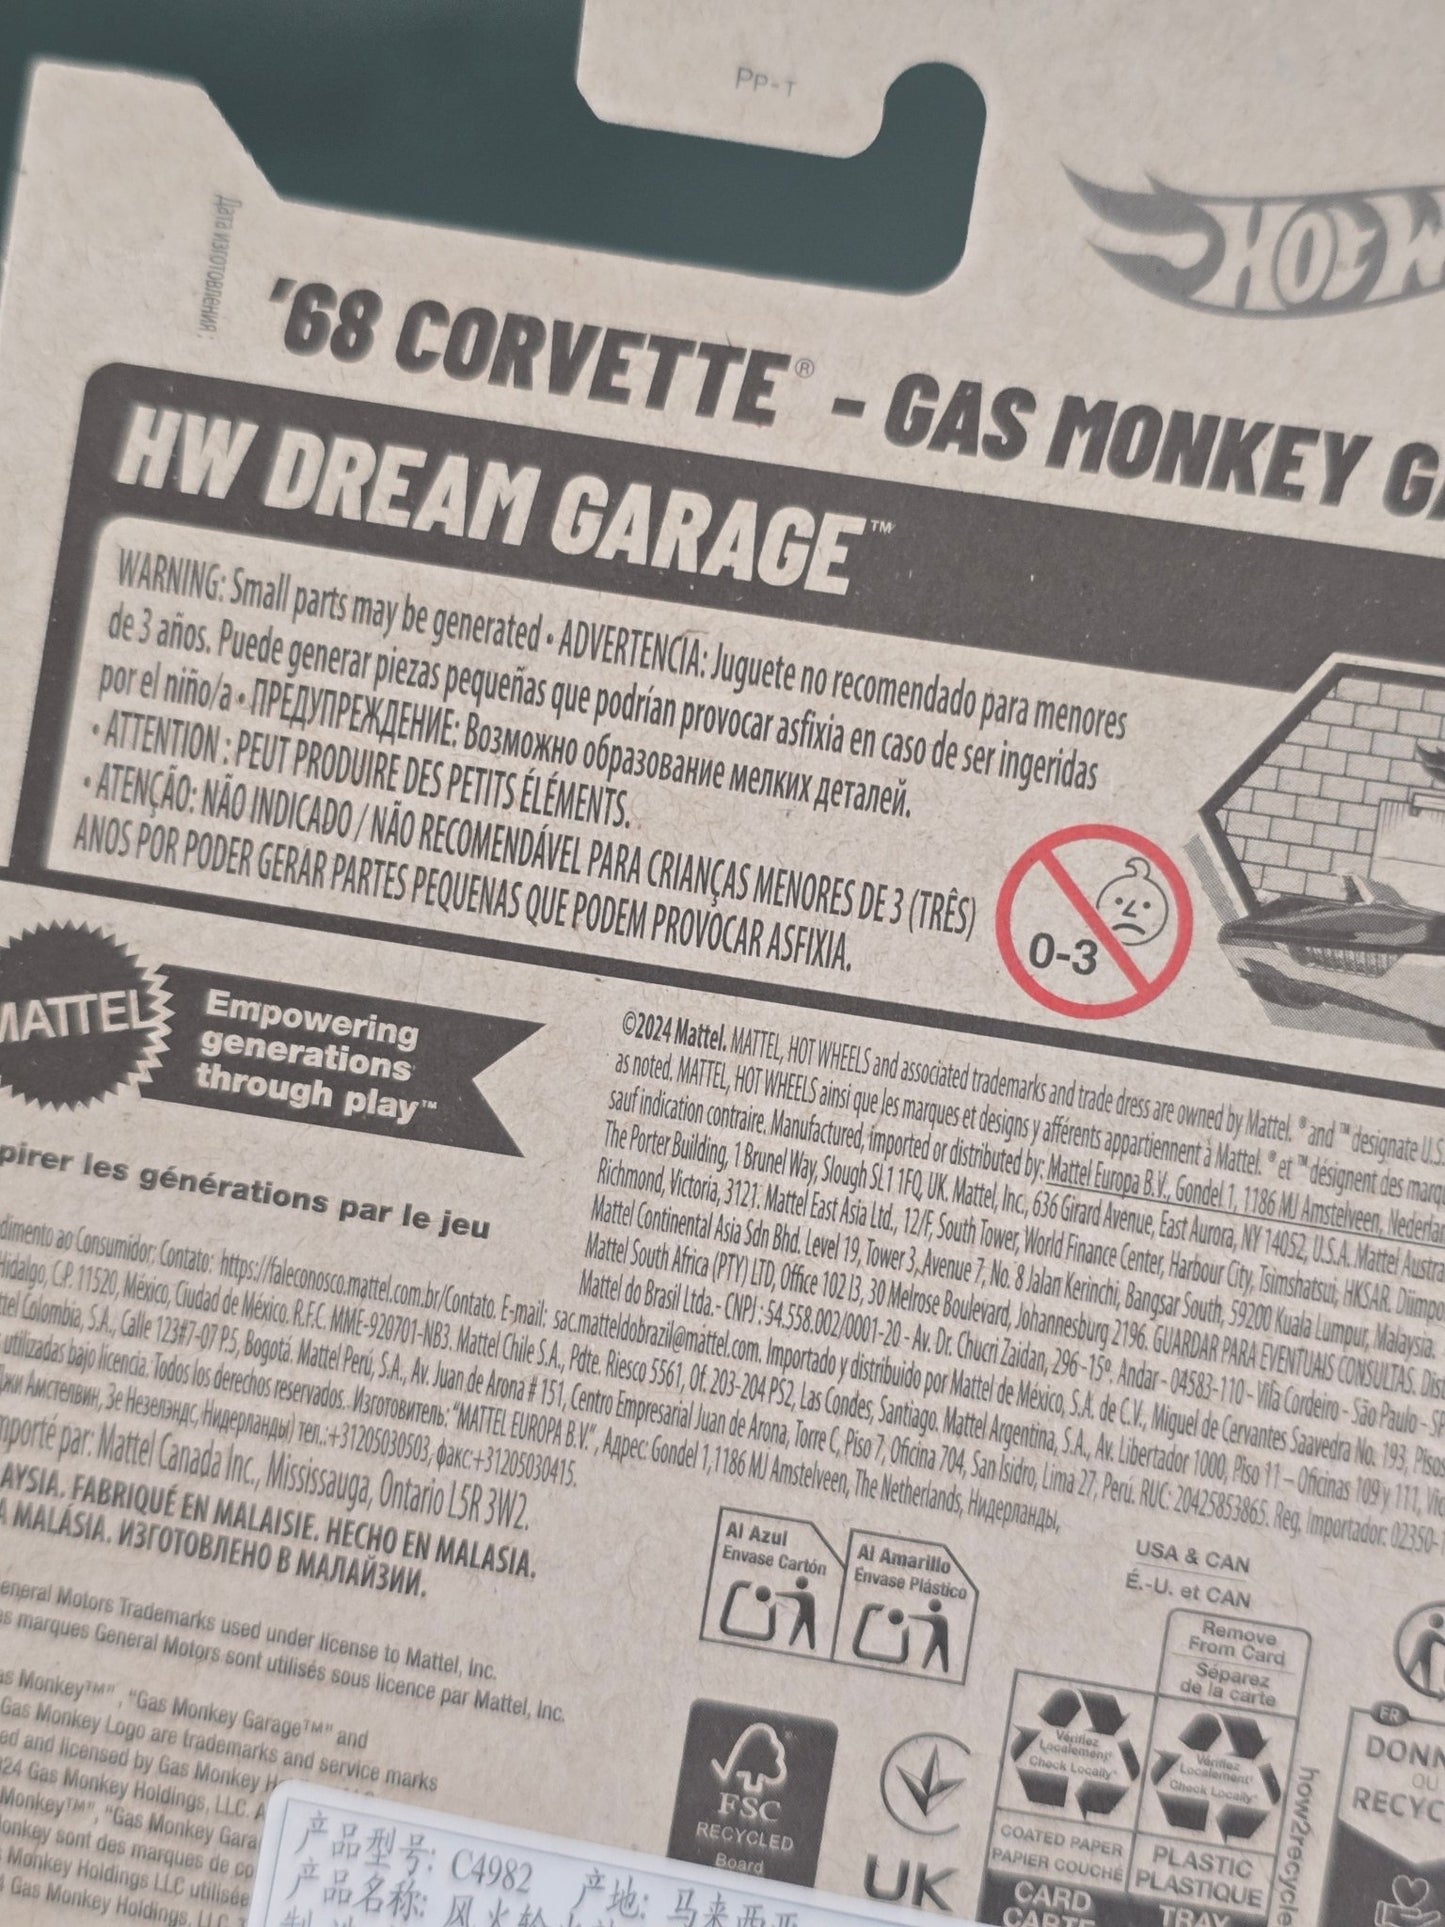 PP-T
Дата изготовления:
'68 CORVETTE® - GAS MONKEY
HW DREAM GARAGE™
WARNING: Small parts may be generated • ADVERTENCIA: Juguete no recomendado para menores
de 3 años. Puede generar piezas pequeñas que podrían provocar asfixia en caso de ser ingeridas
por el niño/a • ПРЕДУПРЕЖДЕНИЕ: Возможно образование мелких деталей.
• ATTENTION : PEUT PRODUIRE DES PETITS ÉLÉMENTS.
• ATENÇÃO: NÃO INDICADO / NÃO RECOMENDÁVEL PARA CRIANÇAS MENORES DE 3 (TRÊS)
ANOS POR PODER GERAR PARTES PEQUENAS QUE PODEM PROVOCAR ASFIXIA.
0-3
MATTEL
Empowering
generations
through play™
les générations par le jeu
©2024 Mattel. MATTEL, HOT WHEELS and associated trademarks and trade dress are owned by Mattel. ® and ™ designate U.S.
as noted. MATTEL, HOT WHEELS ainsi que les marques et designs y afférents appartiennent à Mattel. ® et ™ désignent des
sauf indication contraire. Manufactured, imported or distributed by: Mattel Europa B.V., Gondel 1, 1186 MJ Amstelveen,
The Porter Building, 1 Brunel Way, Slough SL1 1FQ, UK. Mattel, Inc., 636 Girard Avenue, East Aurora, NY 14052, U.S.A. Mattel
Richmond, Victoria, 3121. Mattel East Asia Ltd., 12/F, South Tower, World Finance Center, Harbour City, Tsimshatsui, HKSAR.
Mattel Continental Asia Sdn Bhd. Level 19, Tower 3, Avenue 7, No. 8 Jalan Kerinchi, Bangsar South, 59200 Kuala Lumpur, Malaysia.
Mattel South Africa (PTY) LTD, Office 102 I3, 30 Melrose Boulevard, Johannesburg 2196. GUARDAR PARA EVENTUAIS CONSULTAS.
Mattel do Brasil Ltda.- CNPJ : 54.558.002/0001-20 - Av. Dr. Chucri Zaidan, 296 -15º. Andar - 04583-110 - Vila Cordeiro - São Paulo -
ao Consumidor: Contato: https://faleconosco.mattel.com.br/Contato. E-mail: sac.matteldobrazil@mattel.com. Importado y distribuido por Mattel de México, S.A. de C.V., Miguel de Cervantes Saavedra No. 193,
Hidalgo, C.P. 11520, México, Ciudad de México. R.F.C. MME-920701-NB3. Mattel Chile S.A., Pdte. Riesco 5561, Of. 203-204 PS2, Las Condes, Santiago. Mattel Argentina, S.A., Av. Libertador 1000, Piso 11 – Oficinas 109 y 111,
Colombia, S.A., Calle 123#7-07 P.5, Bogotá. Mattel Perú, S.A., Av. Juan de Arona # 151, Centro Empresarial Juan de Arona, Torre C, Piso 7, Oficina 704, San Isidro, Lima 27, Perú. RUC: 20425853865. Reg. Importador:
utilizadas bajo licencia. Todos los derechos reservados. Изготовитель: "MATTEL EUROPA B.V.", Адрес: Gondel 1,1186 MJ Amstelveen, The Netherlands, Нидерланды,
Амстелвин, Зе Незелэндс, Нидерланды) тел.:+31205030503, факс:+31205030415.
par: Mattel Canada Inc., Mississauga, Ontario L5R 3W2.
FABRIQUÉ EN MALAISIE. HECHO EN MALASIA.
MALÁSIA. ИЗГОТОВЛЕНО В МАЛАЙЗИИ.
Motors Trademarks used under license to Mattel, Inc.
marques General Motors sont utilisés sous licence par Mattel, Inc.
Monkey™", "Gas Monkey Garage™" and
Gas Monkey Logo are trademarks and service marks
and licensed by Gas Monkey
Gas Monkey Holdings, LLC.
Monkey™", "Gas Monkey
sont des marques de
Monkey Holdings LLC
Gas Monkey Holdings,
Al Azul
Envase Cartón
Al Amarillo
Envase Plástico
USA & CAN
É.-U. et CAN
Remove
From Card
Séparez
de la carte
Vérifiez
Localement*
Check Locally*
Vérifiez
Localement*
Check Locally*
COATED PAPER
PAPIER COUCHÉ
CARD
CARTE
PLASTIC
PLASTIQUE
TRAY
how2recycle
FSC
RECYCLED
Board
UK
FR
OU
产品型号: C4982 产地: 马来西亚
产品名称: 风火轮